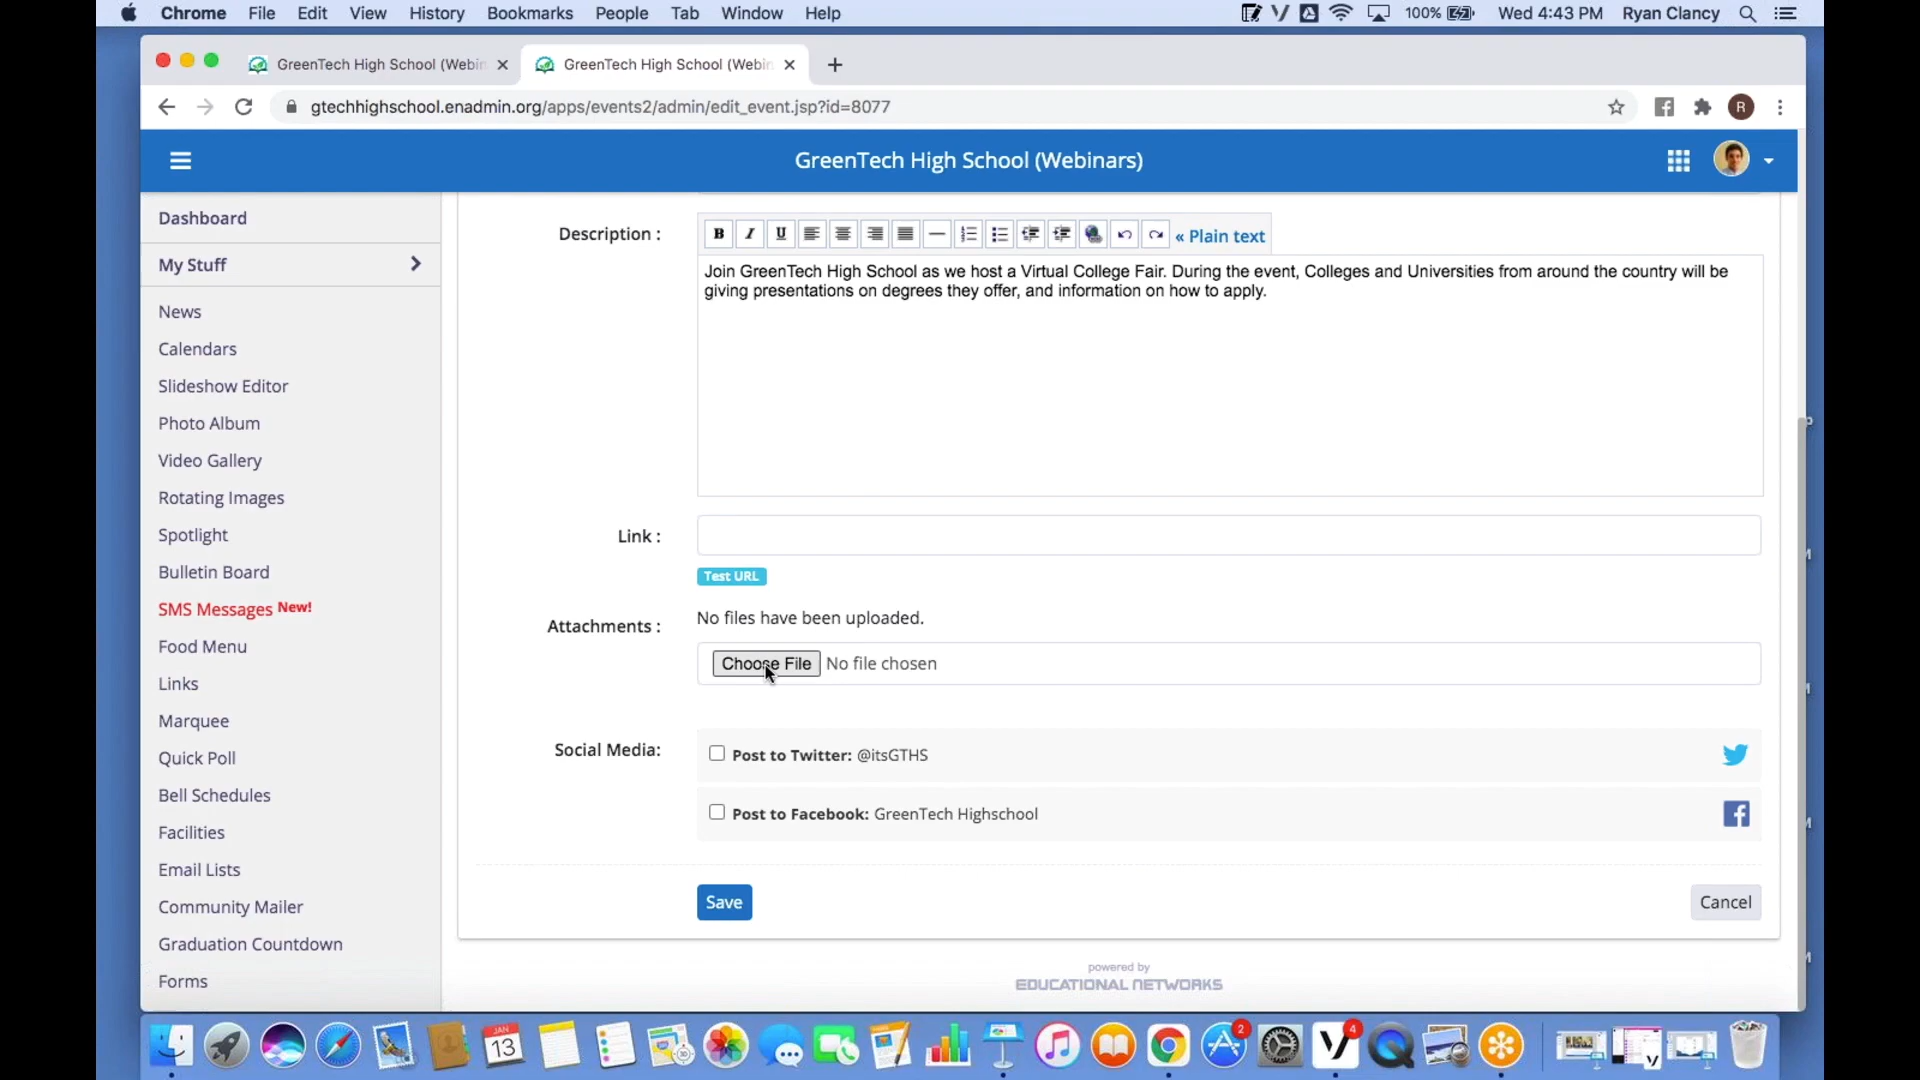 Chrome File Edit View History Bookmarks People Tab Window Help 100% Wed 4:43 PM Ryan Clancy
GreenTech High School (Webin
GreenTech High School (Webin
gtechhighschool.enadmin.org/apps/events2/admin/edit_event.jsp?id=8077
R
GreenTech High School (Webinars)
Dashboard
My Stuff
News
Calendars
Slideshow Editor
Photo Album
Video Gallery
Rotating Images
Spotlight
Bulletin Board
SMS Messages New!
Food Menu
Links
Marquee
Quick Poll
Bell Schedules
Facilities
Email Lists
Community Mailer
Graduation Countdown
Forms
Description :
B I U « Plain text
Join GreenTech High School as we host a Virtual College Fair. During the event, Colleges and Universities from around the country will be
giving presentations on degrees they offer, and information on how to apply.
Link :
Test URL
Attachments :
No files have been uploaded.
Choose File No file chosen
Social Media:
Post to Twitter: @itsGTHS
Post to Facebook: GreenTech Highschool
Save
Cancel
powered by
EDUCATIONAL NETWORKS
JAN
13
2
4